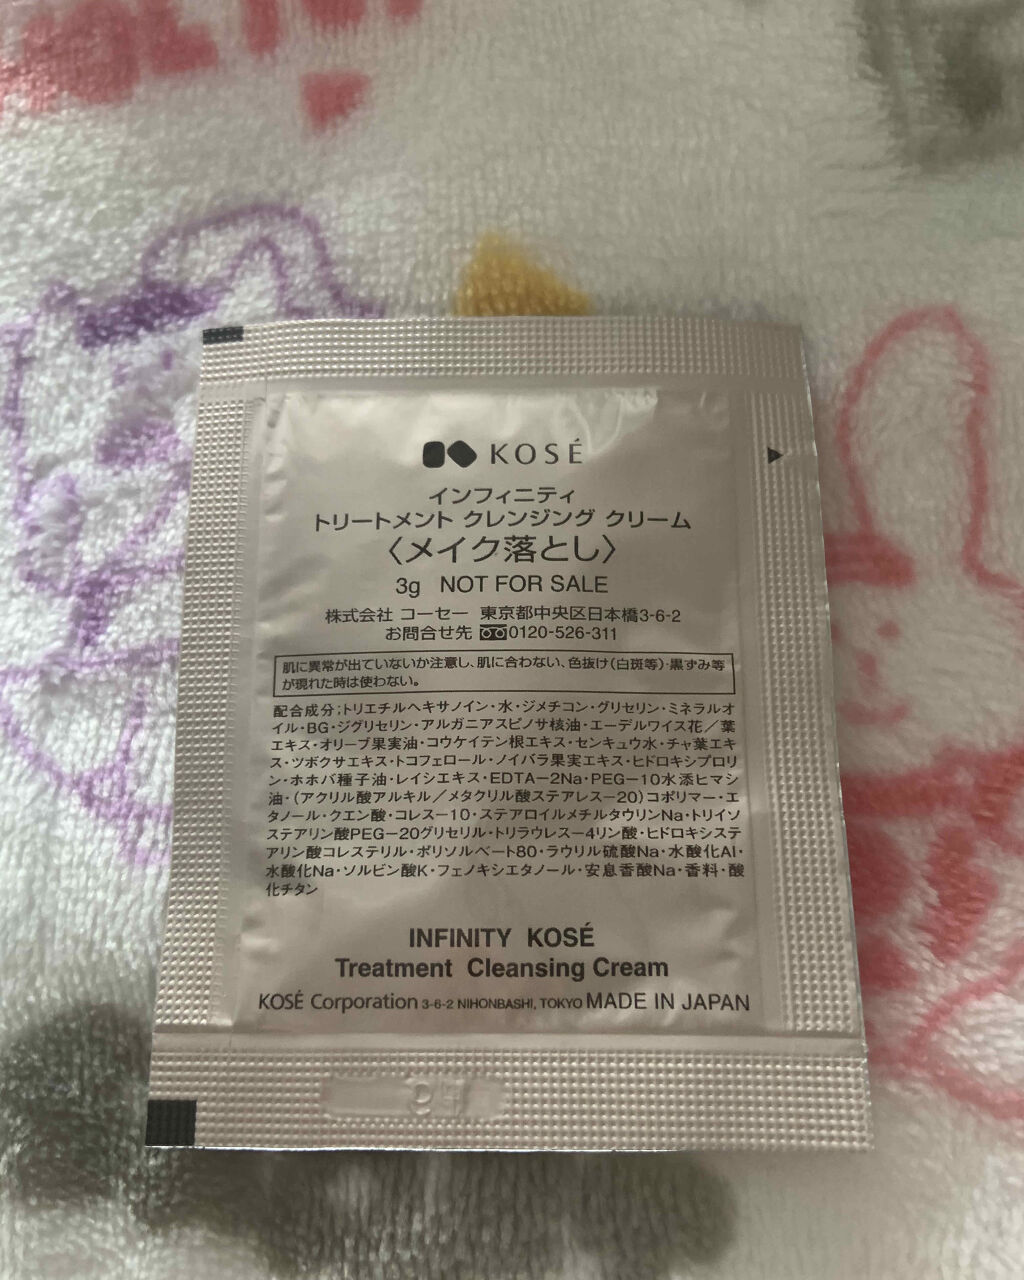 KOSÉ
インフィニティ
トリートメント クレンジング クリーム
〈メイク落とし〉
3g NOT FOR SALE
株式会社 コーセー 東京都中央区日本橋3-6-2
お問合せ先 0120-526-311
肌に異常が出ていないか注意し、肌に合わない、色抜け(白斑等)・黒ずみ等
が現れた時は使わない。
配合成分;トリエチルヘキサノイン・水・ジメチコン・グリセリン・ミネラルオ
イル・BG・ジグリセリン・アルガニアスピノサ核油・エーデルワイス花/葉
エキス・オリーブ果実油・コウケイテン根エキス・センキュウ水・チャ葉エキ
ス・ツボクサエキス・トコフェロール・ノイバラ果実エキス・ヒドロキシプロリ
ン・ホホバ種子油・レイシエキス・EDTA-2Na・PEG-10水添ヒマシ
油・(アクリル酸アルキル/メタクリル酸ステアレス-20)コポリマー・エ
タノール・クエン酸・コレス-10・ステアロイルメチルタウリンNa・トリイソ
ステアリン酸PEG-20グリセリル・トリラウレス-4リン酸・ヒドロキシステ
アリン酸コレステリル・ポリソルベート80・ラウリル硫酸Na・水酸化Al・
水酸化Na・ソルビン酸K・フェノキシエタノール・安息香酸Na・香料・酸
化チタン
INFINITY KOSÉ
Treatment Cleansing Cream
KOSÉ Corporation 3-6-2 NIHONBASHI, TOKYO MADE IN JAPAN